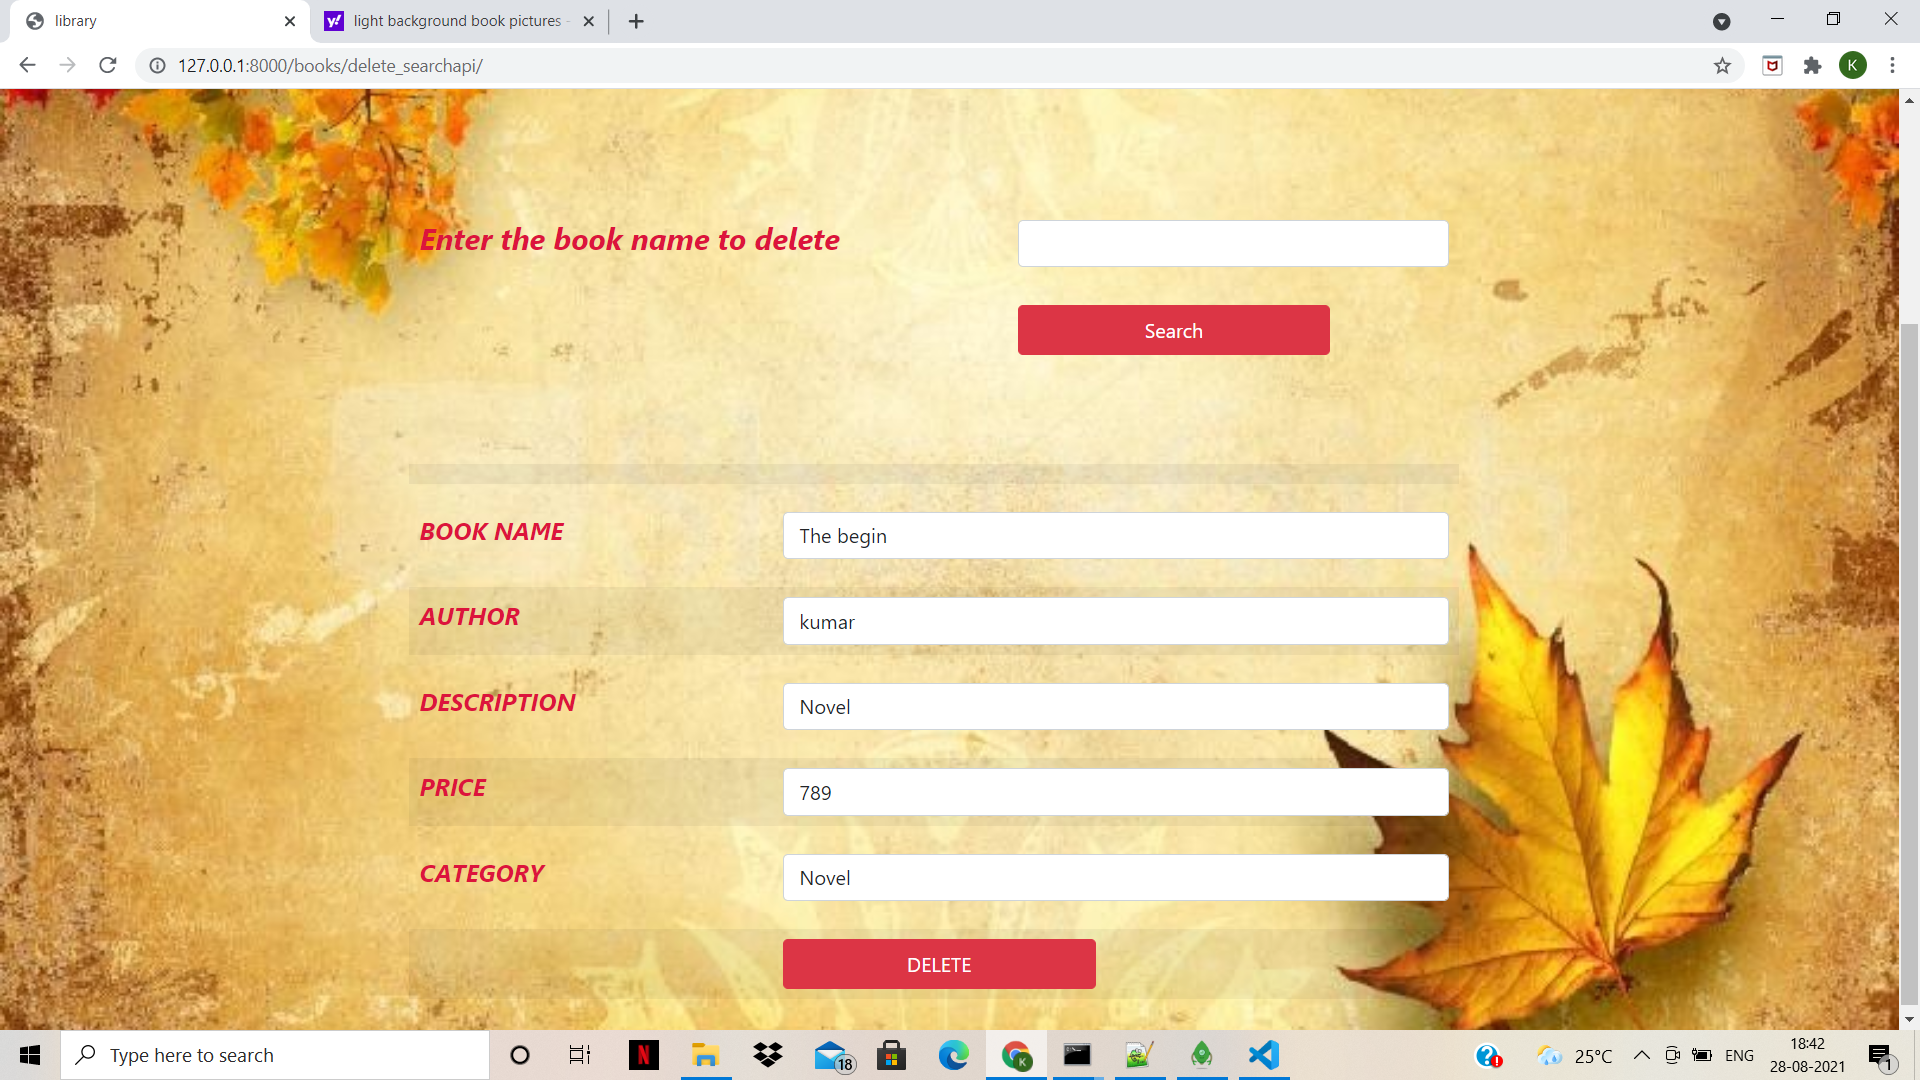 library
light background book pictures -
127.0.0.1:8000/books/delete_searchapi/
K
Enter the book name to delete
Search
BOOK NAME
The begin
AUTHOR
kumar
DESCRIPTION
Novel
PRICE
789
CATEGORY
Novel
DELETE
Type here to search
18
25°C
ENG
18:42
28-08-2021
1